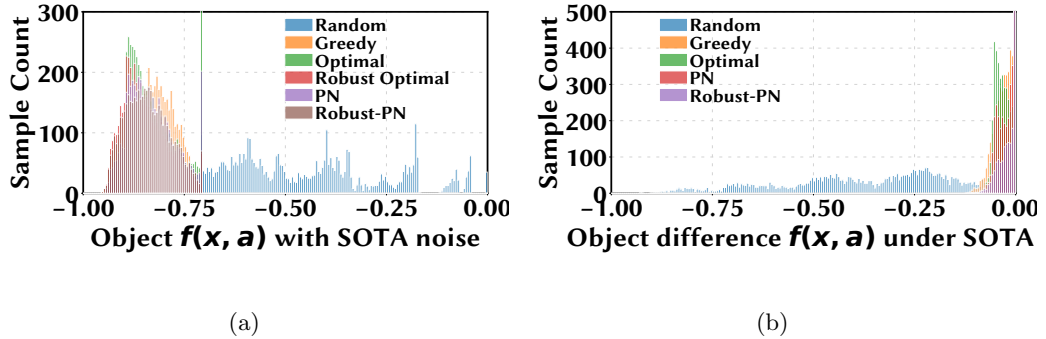 300
200
100
0
Sample Count
Random
Greedy
Optimal
Robust Optimal
PN
Robust-PN
−1.00 −0.75 −0.50 −0.25 0.00
Object f(x, a) with SOTA noise
(a)
500
400
300
200
100
0
Sample Count
Random
Greedy
Optimal
PN
Robust-PN
−1.00 −0.75 −0.50 −0.25 0.00
Object difference f(x, a) under SOTA
(b)